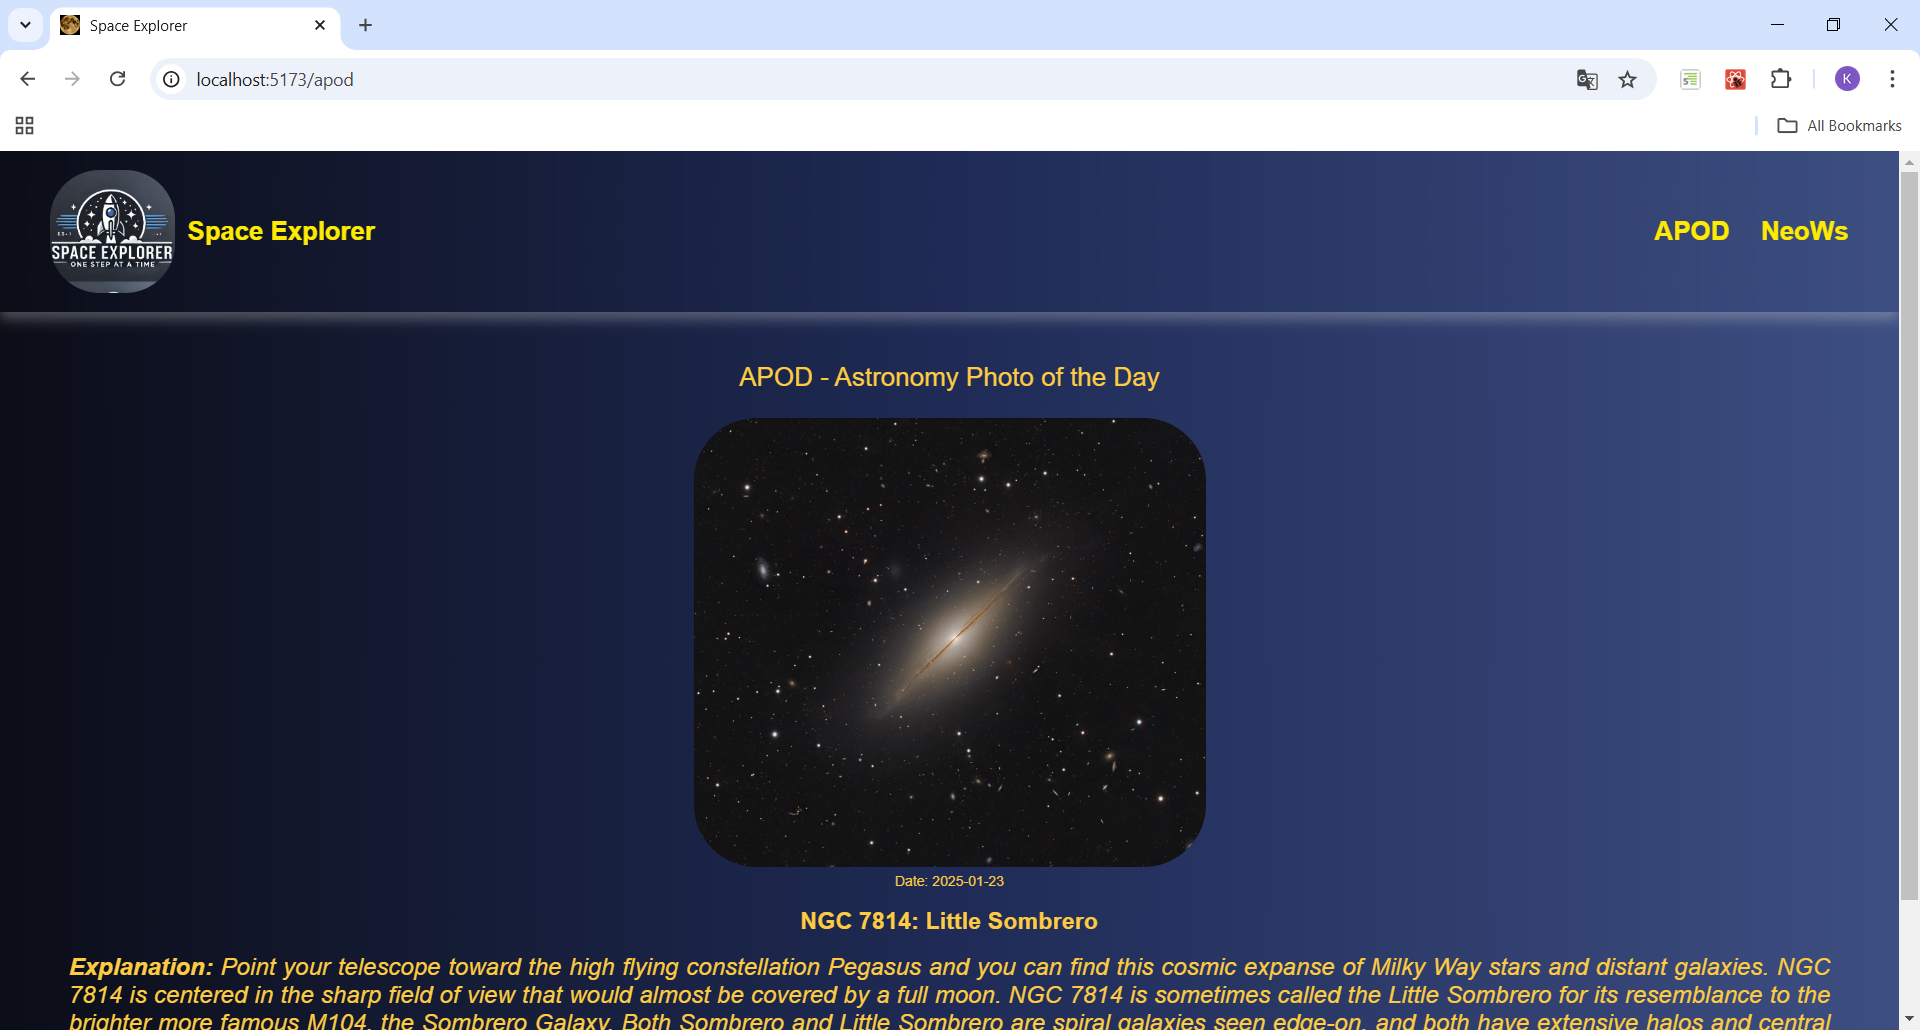 Space Explorer
localhost:5173/apod
K
All Bookmarks
SPACE EXPLORER
ONE STEP AT A TIME
Space Explorer
APOD NeoWs
APOD - Astronomy Photo of the Day
Date: 2025-01-23
NGC 7814: Little Sombrero
Explanation: Point your telescope toward the high flying constellation Pegasus and you can find this cosmic expanse of Milky Way stars and distant galaxies. NGC
7814 is centered in the sharp field of view that would almost be covered by a full moon. NGC 7814 is sometimes called the Little Sombrero for its resemblance to the
brighter more famous M104, the Sombrero Galaxy. Both Sombrero and Little Sombrero are spiral galaxies seen edge-on, and both have extensive halos and central